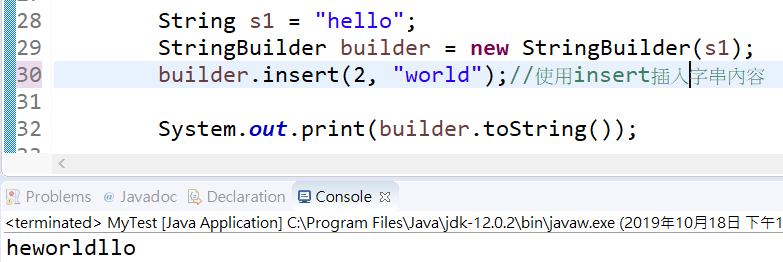 28 String s1 = "hello";
29 StringBuilder builder = new StringBuilder(s1);
30 builder.insert(2, "world");//使用insert插入字串內容
31
32 System.out.print(builder.toString());
Problems @ Javadoc Declaration Console
<terminated> MyTest [Java Application] C:\Program Files\Java\jdk-12.0.2\bin\javaw.exe (2019年10月18日 下午1
heworldllo